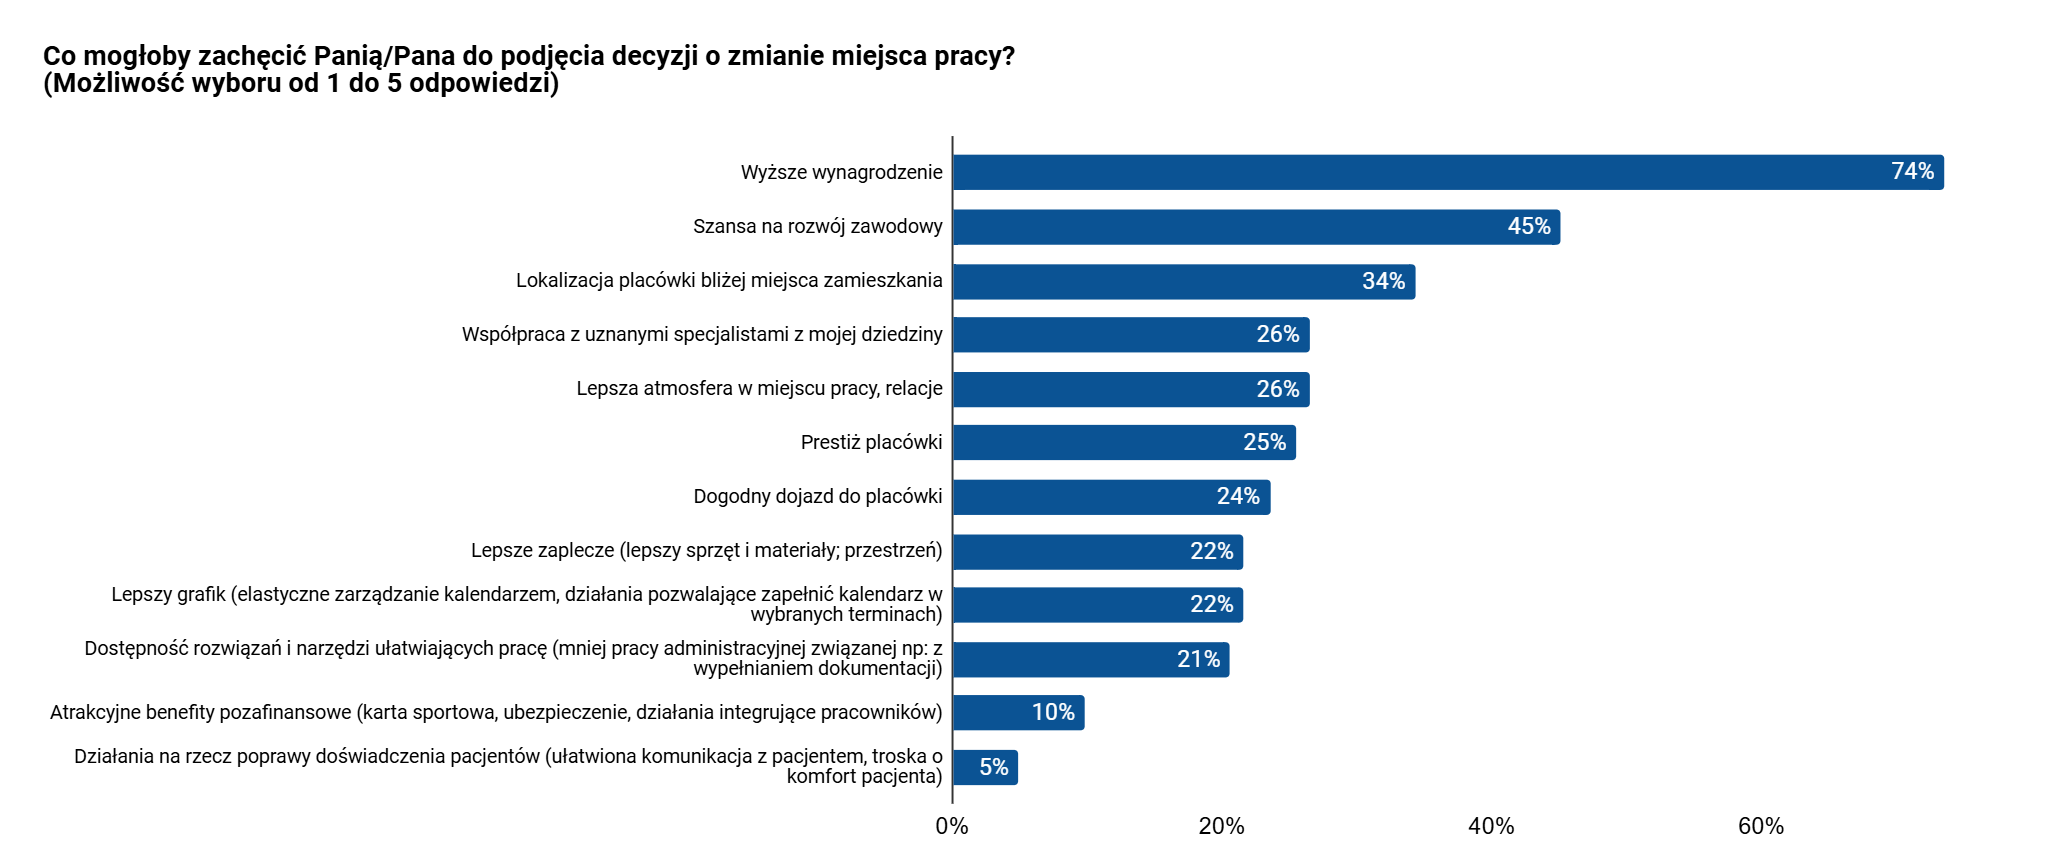 Co mogłoby zachęcić Panią/Pana do podjęcia decyzji o zmianie miejsca pracy?
(Możliwość wyboru od 1 do 5 odpowiedzi)
Wyższe wynagrodzenie 74%
Szansa na rozwój zawodowy 45%
Lokalizacja placówki bliżej miejsca zamieszkania 34%
Współpraca z uznanymi specjalistami z mojej dziedziny 26%
Lepsza atmosfera w miejscu pracy, relacje 26%
Prestiż placówki 25%
Dogodny dojazd do placówki 24%
Lepsze zaplecze (lepszy sprzęt i materiały; przestrzeń) 22%
Lepszy grafik (elastyczne zarządzanie kalendarzem, działania pozwalające zapełnić kalendarz w
wybranych terminach) 22%
Dostępność rozwiązań i narzędzi ułatwiających pracę (mniej pracy administracyjnej związanej np: z
wypełnianiem dokumentacji) 21%
Atrakcyjne benefity pozafinansowe (karta sportowa, ubezpieczenie, działania integrujące pracowników) 10%
Działania na rzecz poprawy doświadczenia pacjentów (ułatwiona komunikacja z pacjentem, troska o
komfort pacjenta) 5%
0% 20% 40% 60%